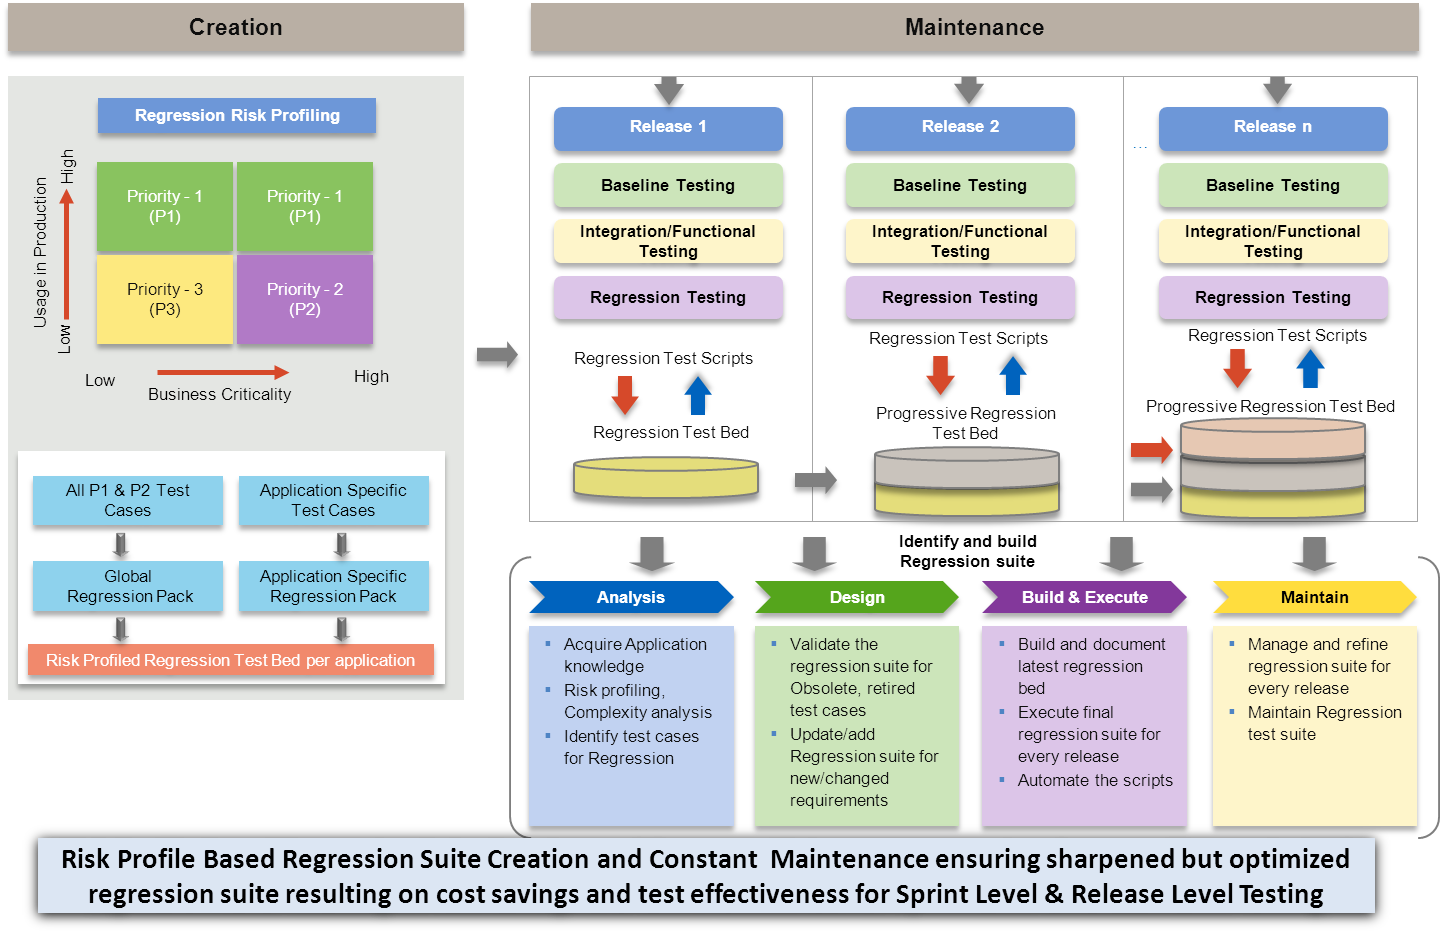 Creation
Regression Risk Profiling
High
Usage in Production
Low
Priority - 1
(P1)
Priority - 1
(P1)
Priority - 3
(P3)
Priority - 2
(P2)
Low
High
Business Criticality
All P1 & P2 Test
Cases
Application Specific
Test Cases
Global
Regression Pack
Application Specific
Regression Pack
Risk Profiled Regression Test Bed per application
Maintenance
Release 1
Baseline Testing
Integration/Functional
Testing
Regression Testing
Regression Test Scripts
Regression Test Bed
Release 2
Baseline Testing
Integration/Functional
Testing
Regression Testing
Regression Test Scripts
Progressive Regression
Test Bed
...
Release n
Baseline Testing
Integration/Functional
Testing
Regression Testing
Regression Test Scripts
Progressive Regression Test Bed
Identify and build
Regression suite
Analysis
▪ Acquire Application
knowledge
▪ Risk profiling,
Complexity analysis
▪ Identify test cases
for Regression
Design
▪ Validate the
regression suite for
Obsolete, retired
test cases
▪ Update/add
Regression suite for
new/changed
requirements
Build & Execute
▪ Build and document
latest regression
bed
▪ Execute final
regression suite for
every release
▪ Automate the scripts
Maintain
▪ Manage and refine
regression suite for
every release
▪ Maintain Regression
test suite
Risk Profile Based Regression Suite Creation and Constant  Maintenance ensuring sharpened but optimized
regression suite resulting on cost savings and test effectiveness for Sprint Level & Release Level Testing